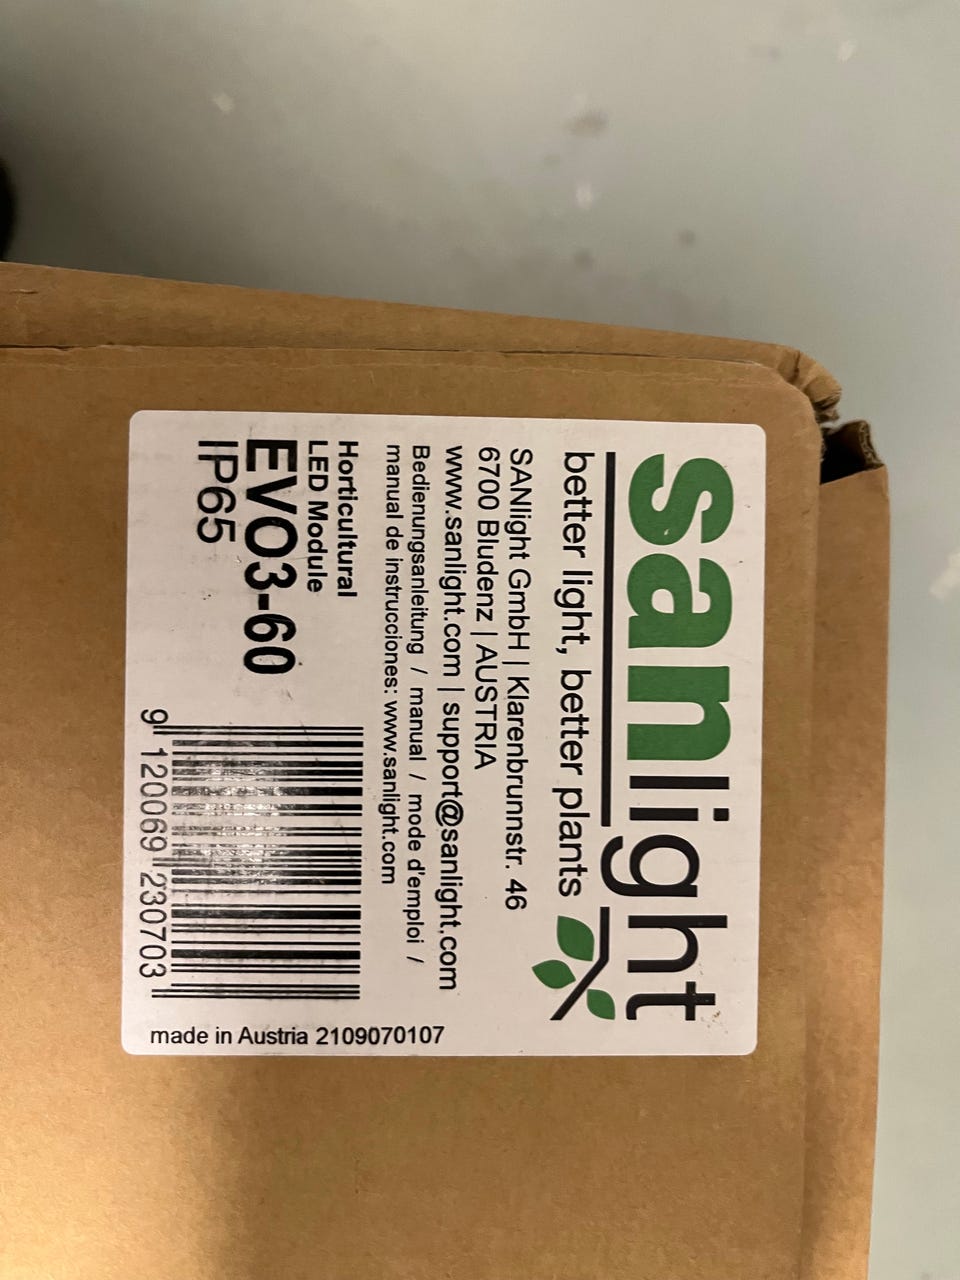 sanlight
better light, better plants
SANlight GmbH | Klarenbrunnstr. 46
6700 Bludenz | AUSTRIA
www.sanlight.com | support@sanlight.com
Bedienungsanleitung / manual / mode d'emploi /
manual de instrucciones: www.sanlight.com
Horticultural
LED Module
EVO3-60
IP65
9 120069 230703
made in Austria 2109070107